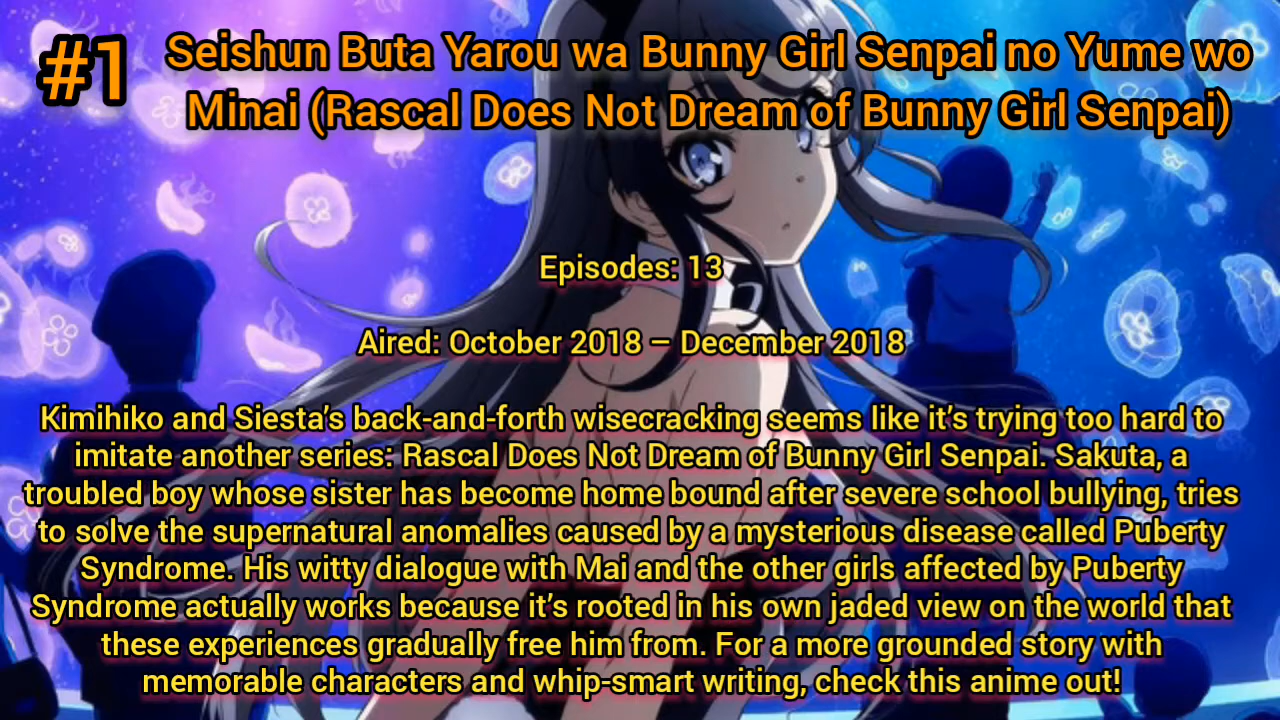 #1
Seishun Buta Yarou wa Bunny Girl Senpai no Yume wo
Minai (Rascal Does Not Dream of Bunny Girl Senpai)
Episodes: 13
Aired: October 2018 – December 2018
Kimihiko and Siesta’s back-and-forth wisecracking seems like it’s trying too hard to
imitate another series: Rascal Does Not Dream of Bunny Girl Senpai. Sakuta, a
troubled boy whose sister has become home bound after severe school bullying, tries
to solve the supernatural anomalies caused by a mysterious disease called Puberty
Syndrome. His witty dialogue with Mai and the other girls affected by Puberty
Syndrome actually works because it’s rooted in his own jaded view on the world that
these experiences gradually free him from. For a more grounded story with
memorable characters and whip-smart writing, check this anime out!